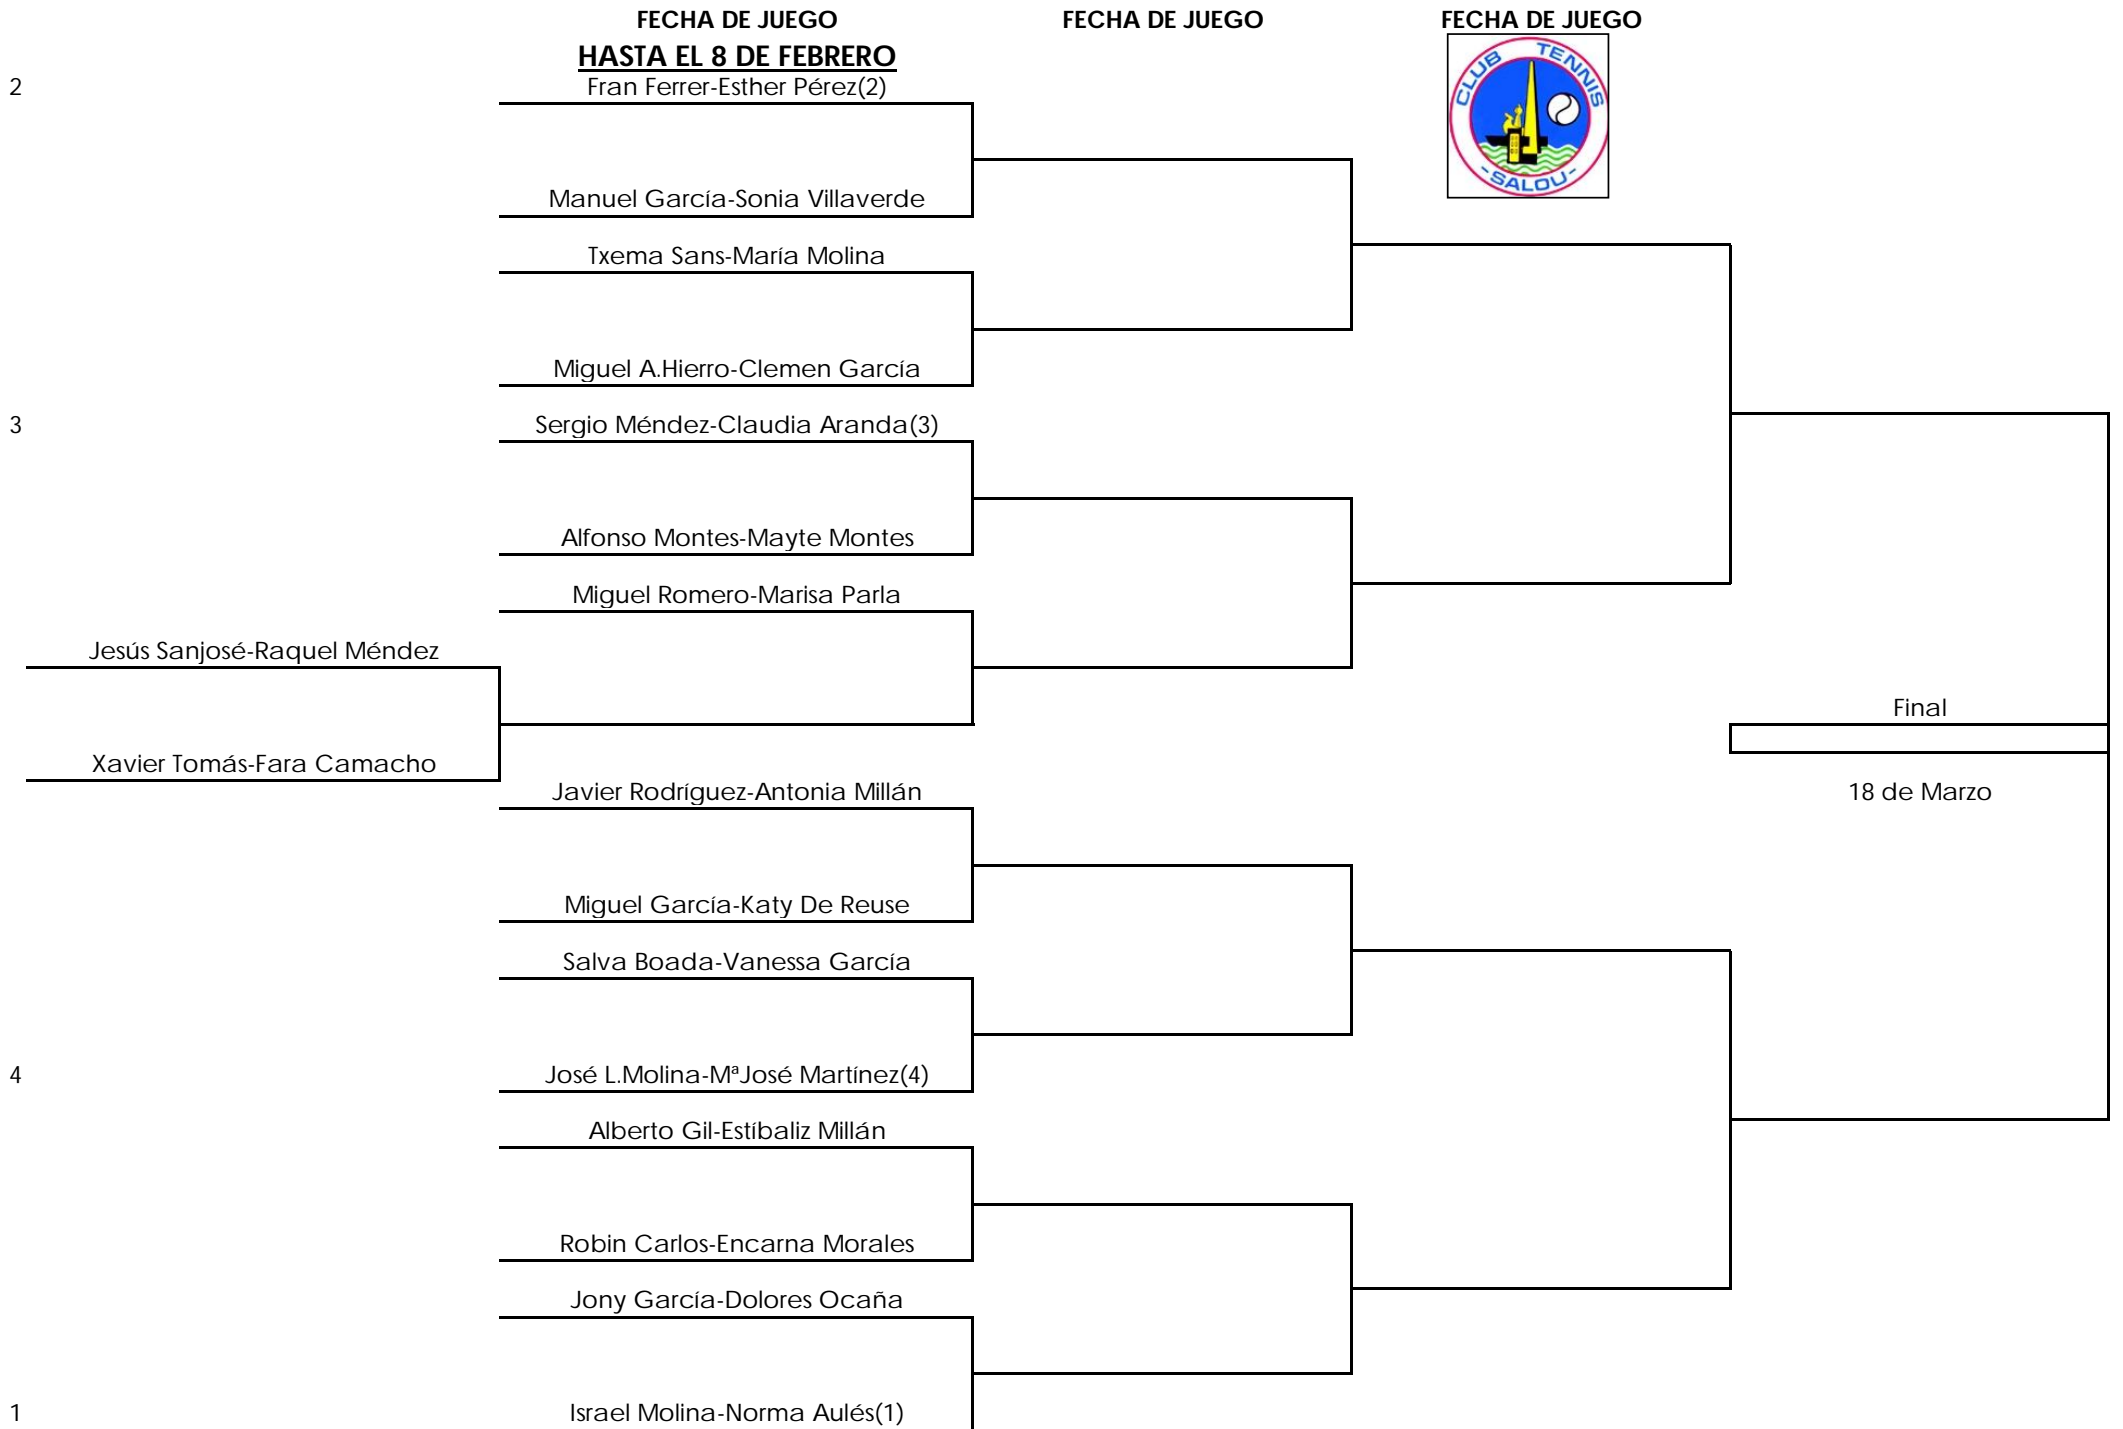 FECHA DE JUEGO FECHA DE JUEGO FECHA DE JUEGO
HASTA EL 8 DE FEBRERO
CLUB TENNIS
-SALOU-
2 Fran Ferrer-Esther Pérez(2)
Manuel García-Sonia Villaverde
Txema Sans-María Molina
Miguel A.Hierro-Clemen García
3 Sergio Méndez-Claudia Aranda(3)
Alfonso Montes-Mayte Montes
Miguel Romero-Marisa Parla
Jesús Sanjosé-Raquel Méndez
Final
Xavier Tomás-Fara Camacho
Javier Rodríguez-Antonia Millán 18 de Marzo
Miguel García-Katy De Reuse
Salva Boada-Vanessa García
4 José L.Molina-MªJosé Martínez(4)
Alberto Gil-Estíbaliz Millán
Robin Carlos-Encarna Morales
Jony García-Dolores Ocaña
1 Israel Molina-Norma Aulés(1)